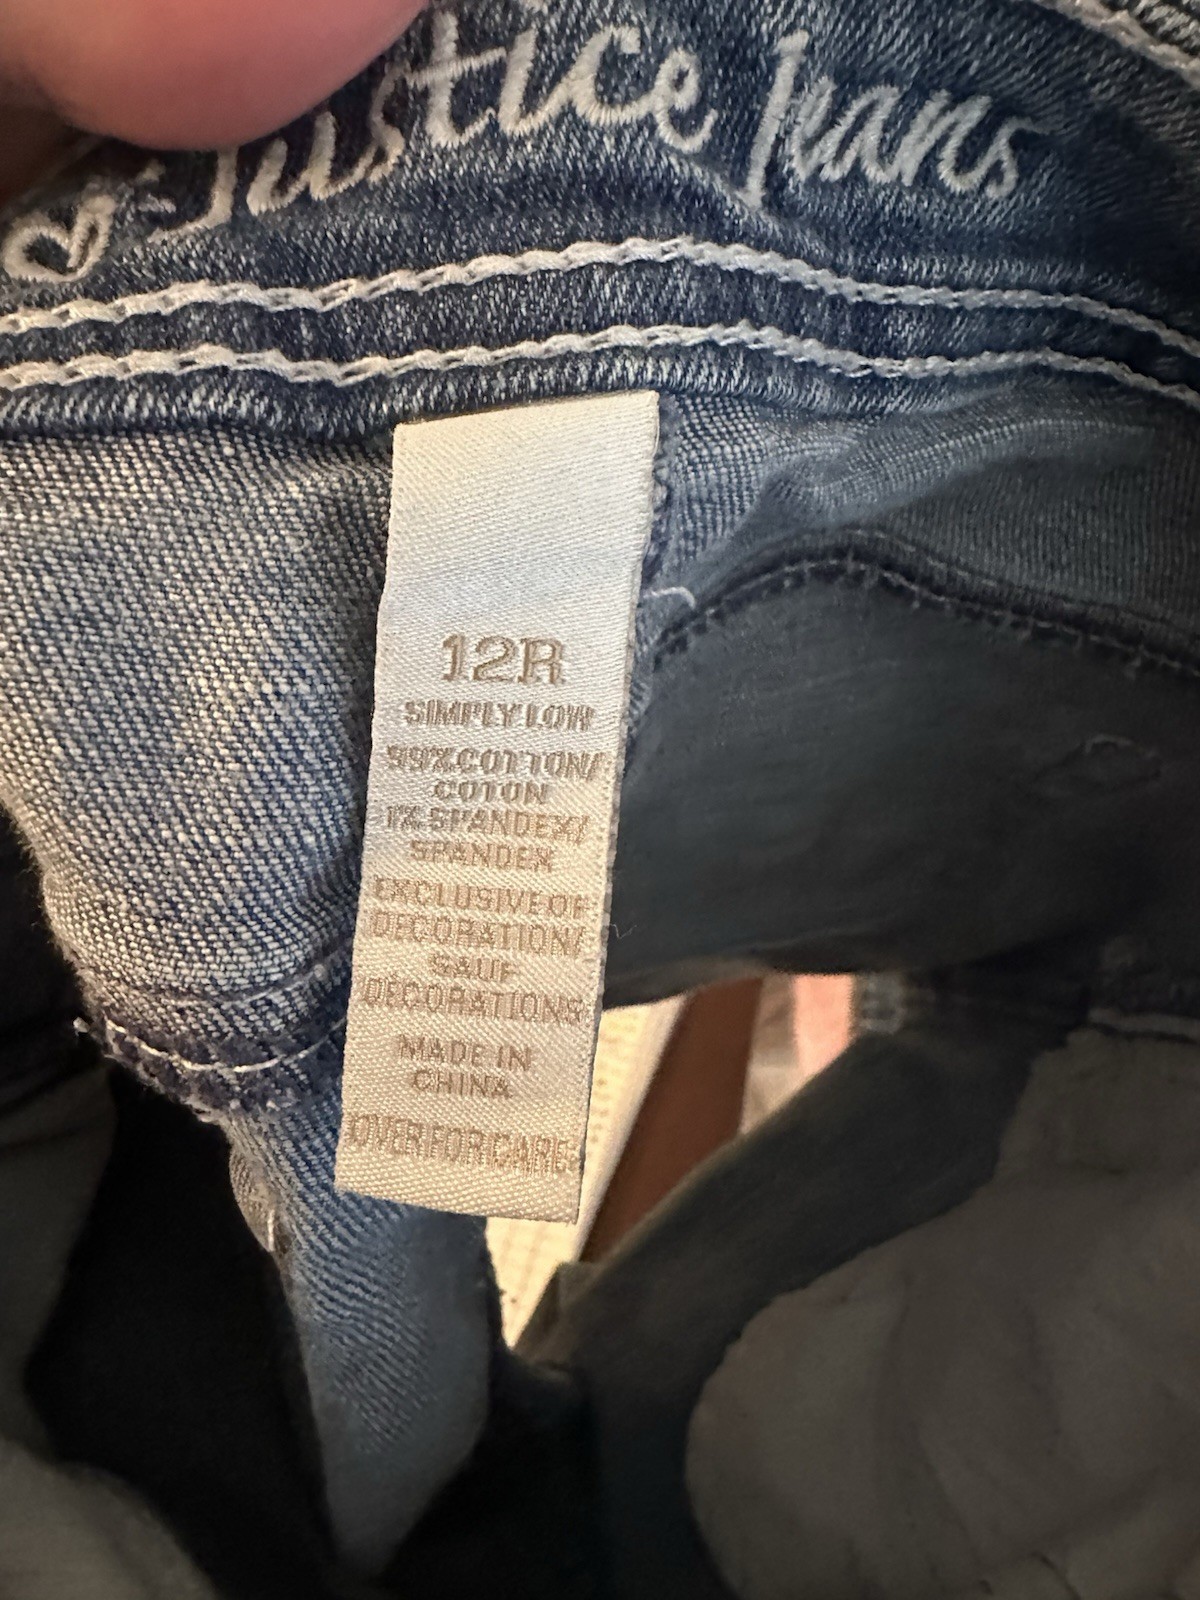 Justice Jeans
12R
SIMPLY LOW
99% COTTON/
COTON
1% SPANDEX/
SPANDEX
EXCLUSIVE OF
DECORATION/
SAUF
DÉCORATIONS
MADE IN
CHINA
OVER FOR CARE